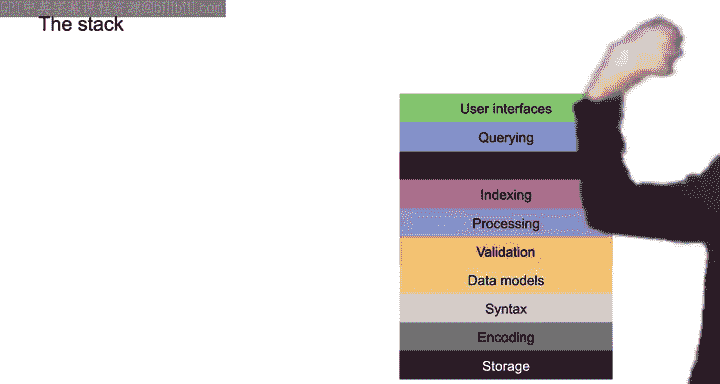 The stack
User interfaces
Querying
Indexing
Processing
Validation
Data models
Syntax
Encoding
Storage